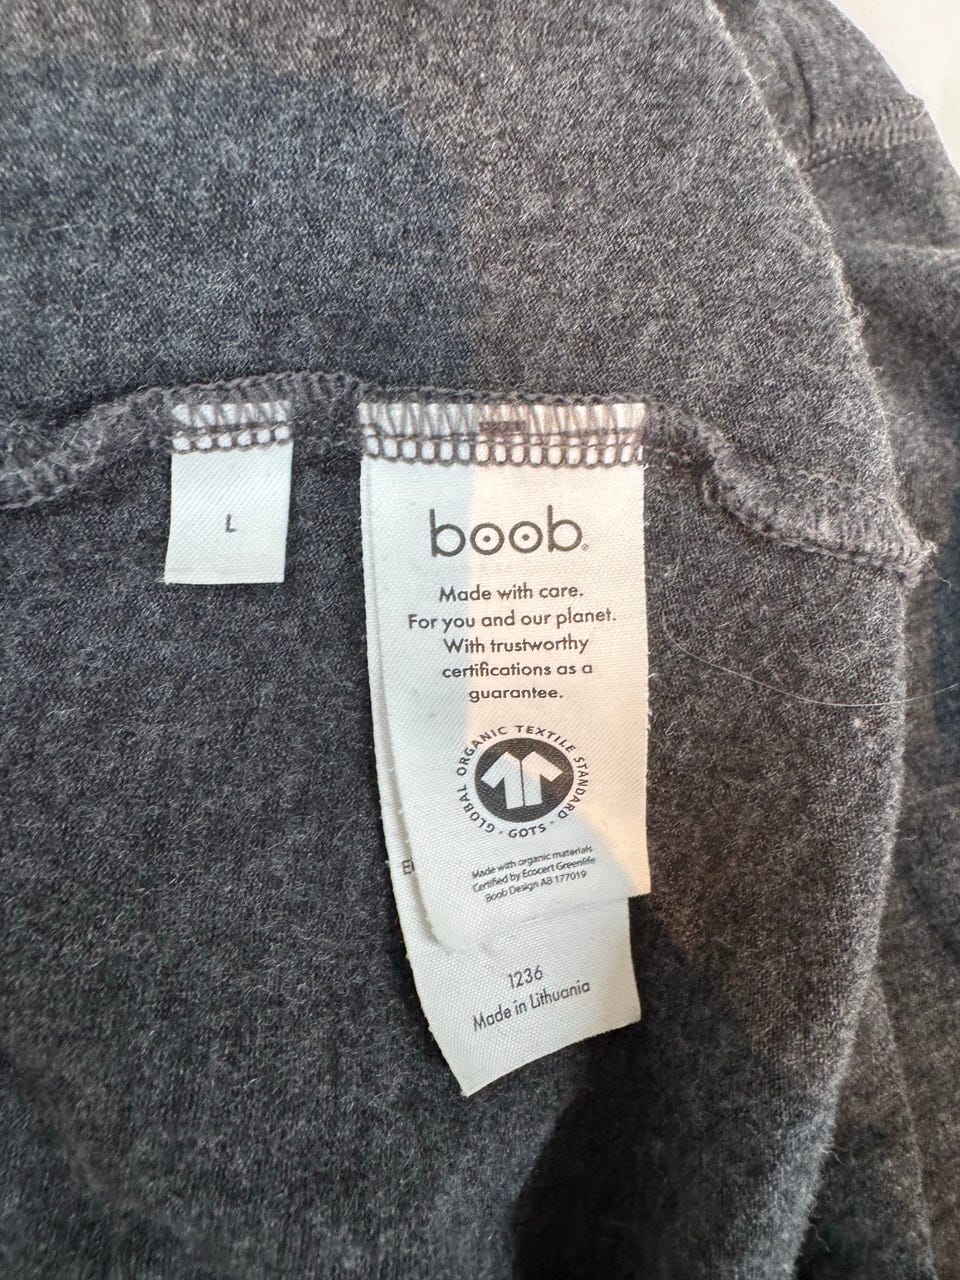 L
boob®
Made with care.
For you and our planet.
With trustworthy
certifications as a
guarantee.
GLOBAL ORGANIC TEXTILE STANDARD · GOTS ·
Made with organic materials
Certified by Ecocert Greenlife
Boob Design AB 177019
1236
Made in Lithuania